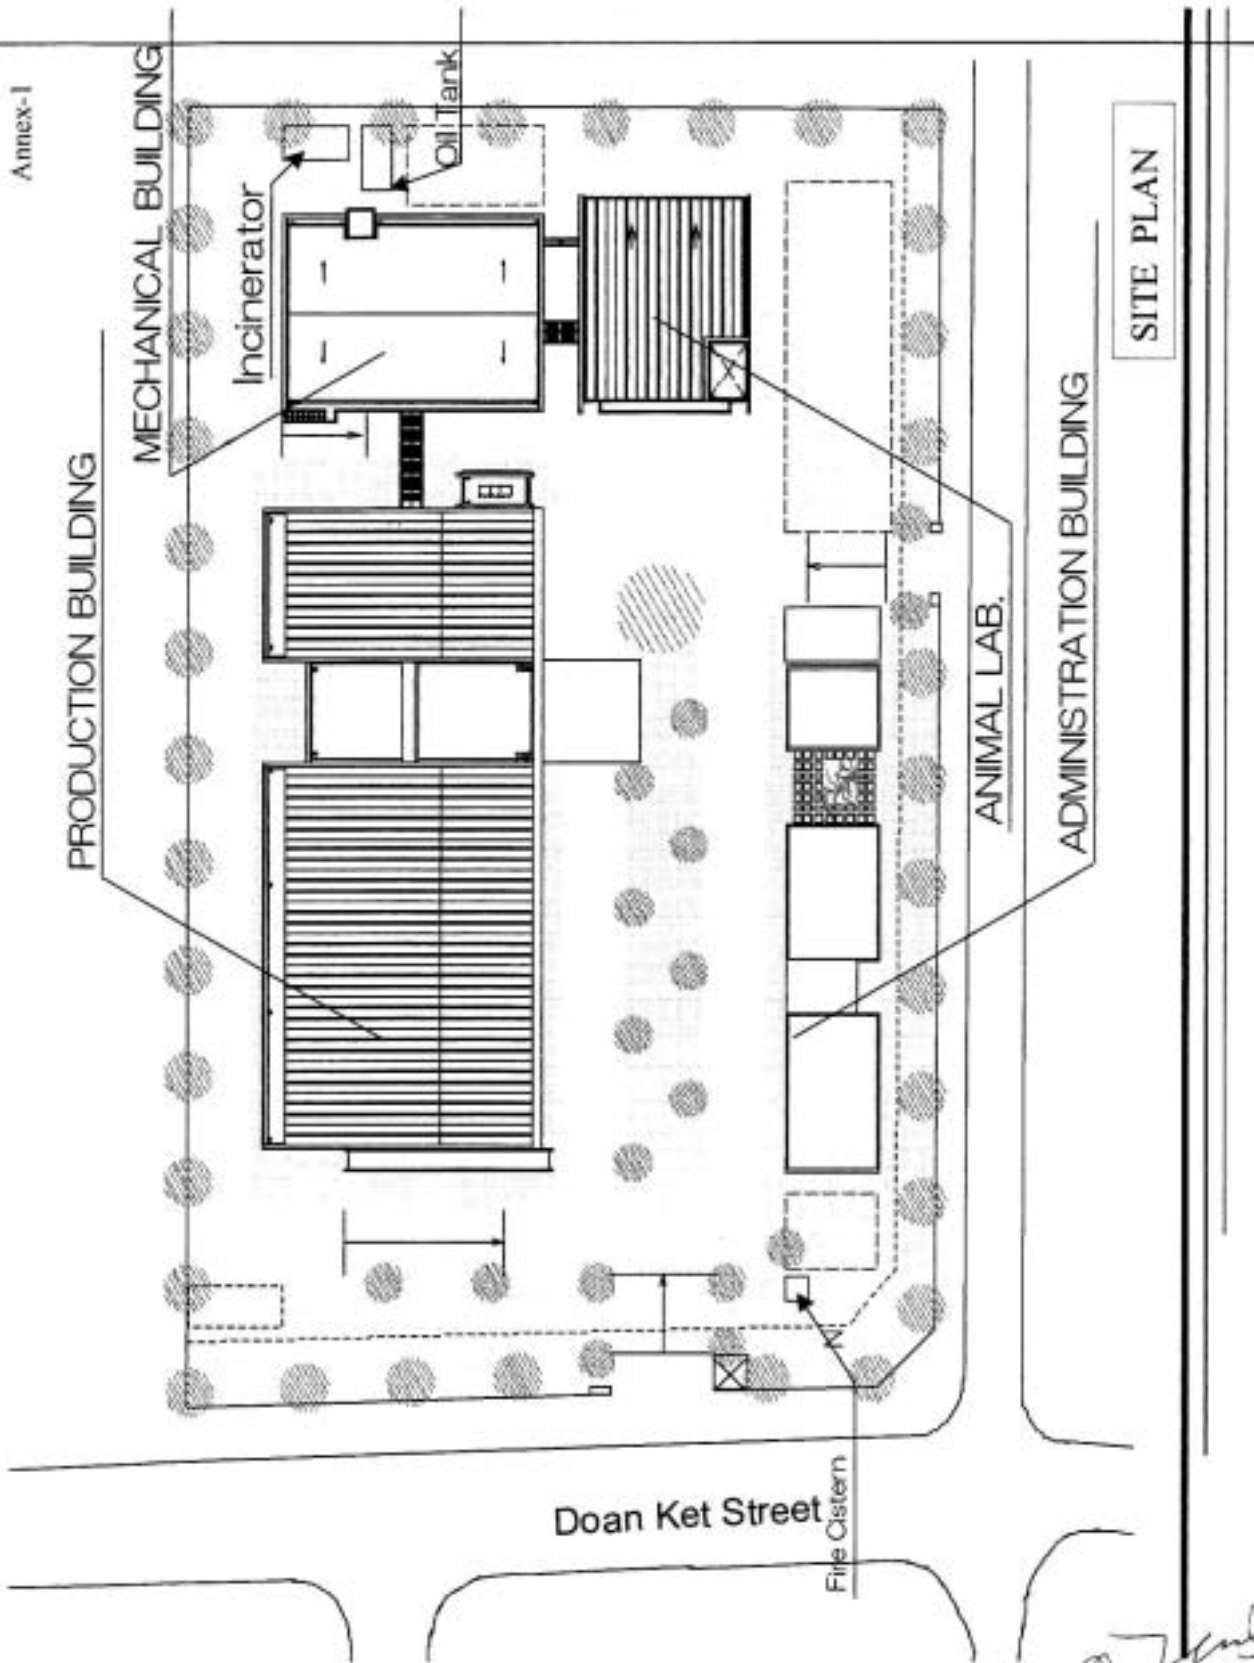 Annex-1
MECHANICAL BUILDING
Oil Tank
Incinerator
PRODUCTION BUILDING
SITE PLAN
ANIMAL LAB.
ADMINISTRATION BUILDING
N
Doan Ket Street
Fire Cistern